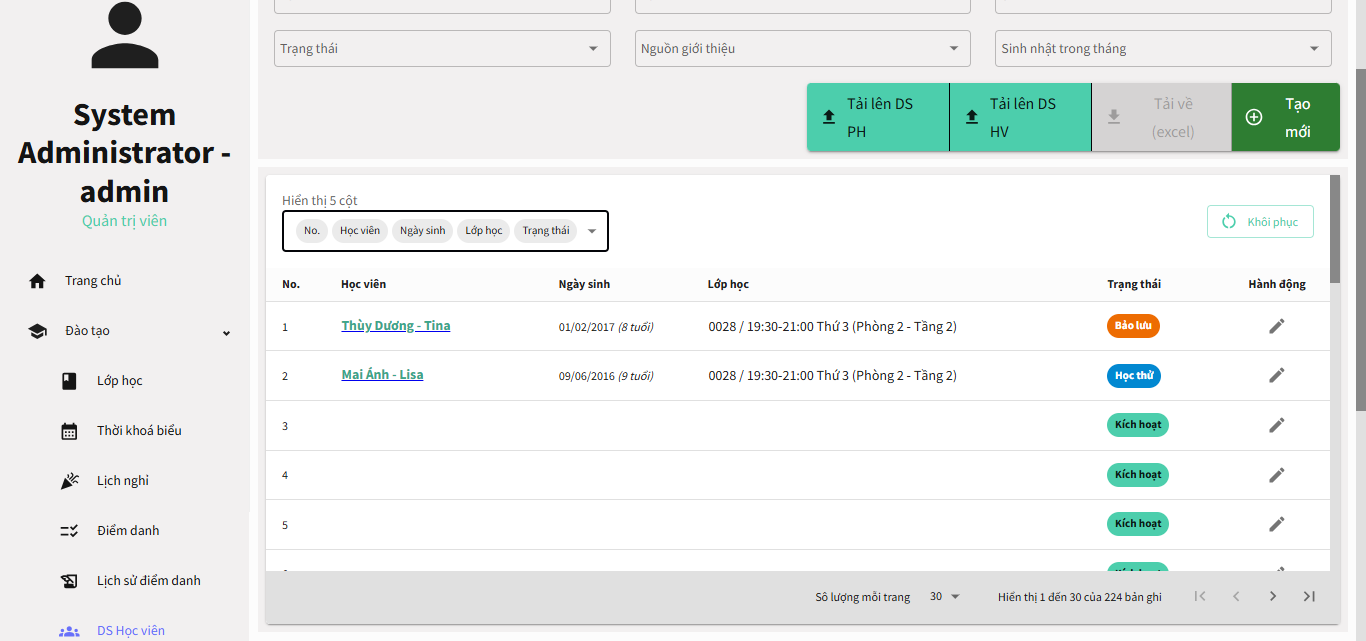 System
Administrator -
admin
Quản trị viên
Trang chủ
Đào tạo
Lớp học
Thời khoá biểu
Lịch nghỉ
Điểm danh
Lịch sử điểm danh
DS Học viên
Trạng thái
Nguồn giới thiệu
Sinh nhật trong tháng
Tải lên DS
PH
Tải lên DS
HV
Tải về
(excel)
Tạo
mới
Hiển thị 5 cột
No. Học viên Ngày sinh Lớp học Trạng thái
Khôi phục
No. Học viên Ngày sinh Lớp học Trạng thái Hành động
1 Thùy Dương - Tina 01/02/2017 (8 tuổi) 0028 / 19:30-21:00 Thứ 3 (Phòng 2 - Tầng 2) Bảo lưu
2 Mai Ánh - Lisa 09/06/2016 (9 tuổi) 0028 / 19:30-21:00 Thứ 3 (Phòng 2 - Tầng 2) Học thử
3 Kích hoạt
4 Kích hoạt
5 Kích hoạt
Số lượng mỗi trang 30 Hiển thị 1 đến 30 của 224 bản ghi